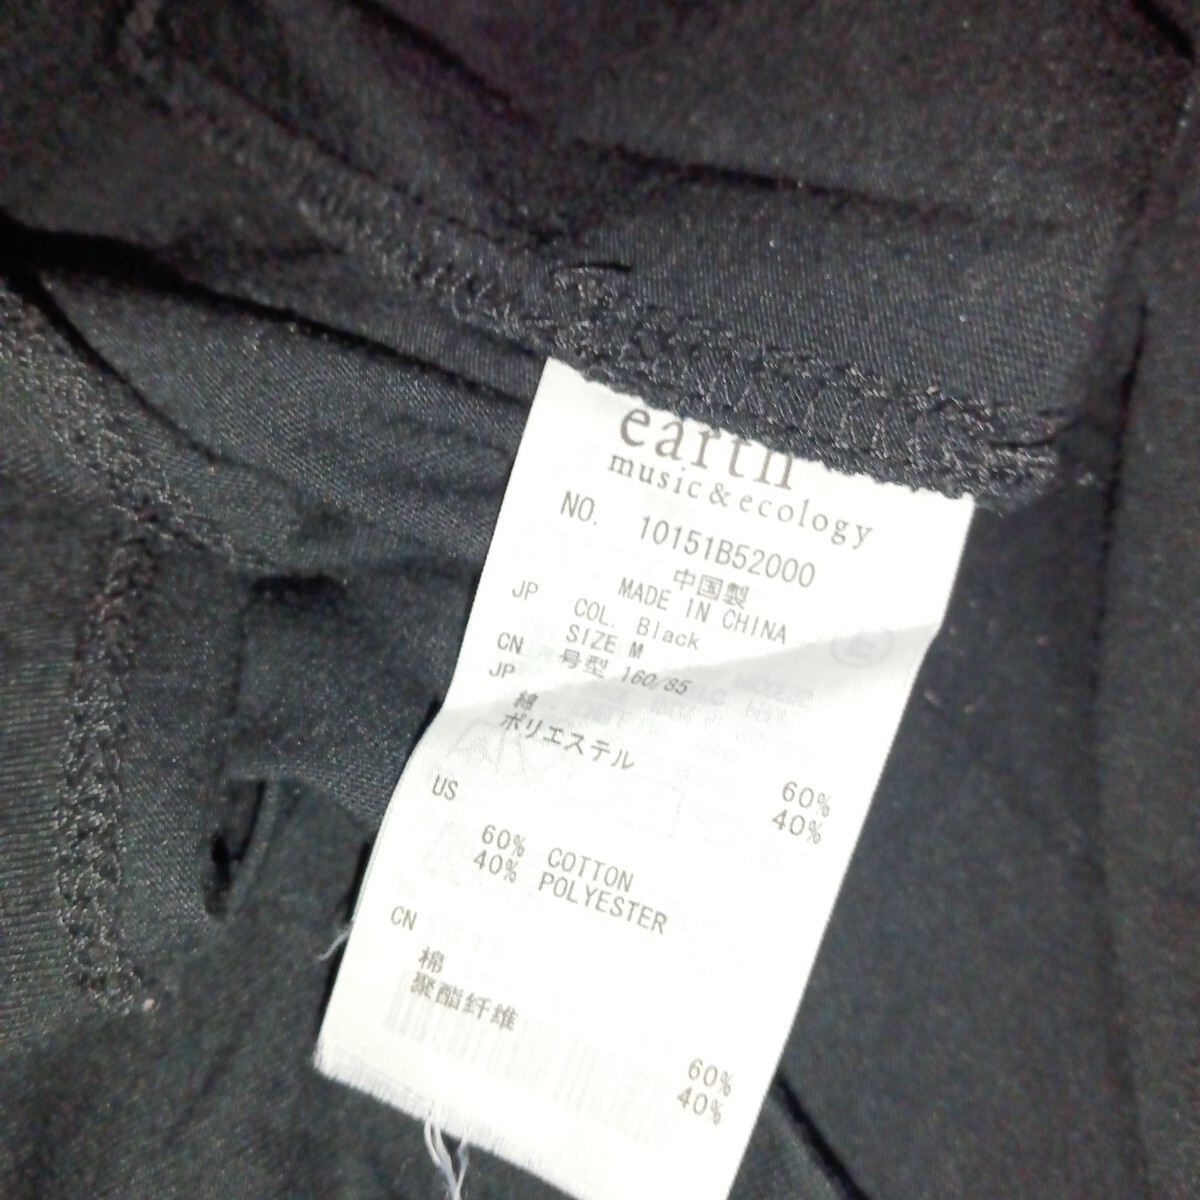 earth
music & ecology
NO. 10151B52000
中国製
MADE IN CHINA
JP COL. Black
SIZE M
CN 号型 160/85
JP
綿 60%
ポリエステル 40%
US
60% COTTON
40% POLYESTER
CN
棉 60%
聚酯纤维 40%